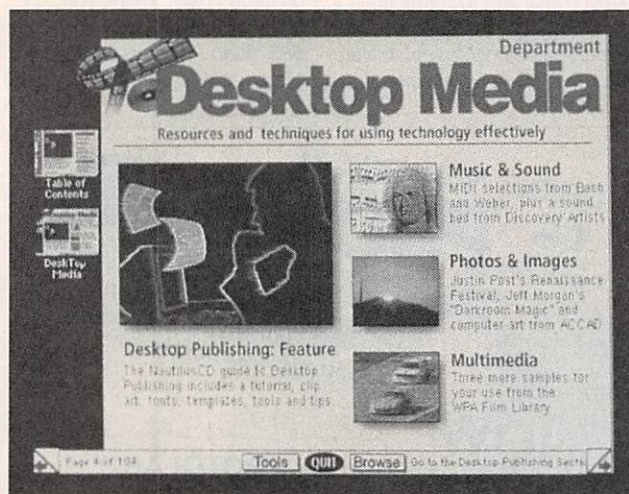 Department
Desktop Media
Resources and techniques for using technology effectively
Table of
Contents
DeskTop
Media
Music & Sound
MIDI selections from Bach
and Weber, plus a sound
bed from Discovery Artists
Photos & Images
Justin Post's Renaissance
Festival, Jeff Morgan's
"Darkroom Magic" and
computer art from ACCAD
Desktop Publishing: Feature
The NautilusCD guide to Desktop
Publishing includes a tutorial, clip
art, fonts, templates, tools and tips
Multimedia
Three more samples for
your use from the
WPA Film Library
Page 4 of 104
Tools
QUIT
Browse
Go to the Desktop Publishing